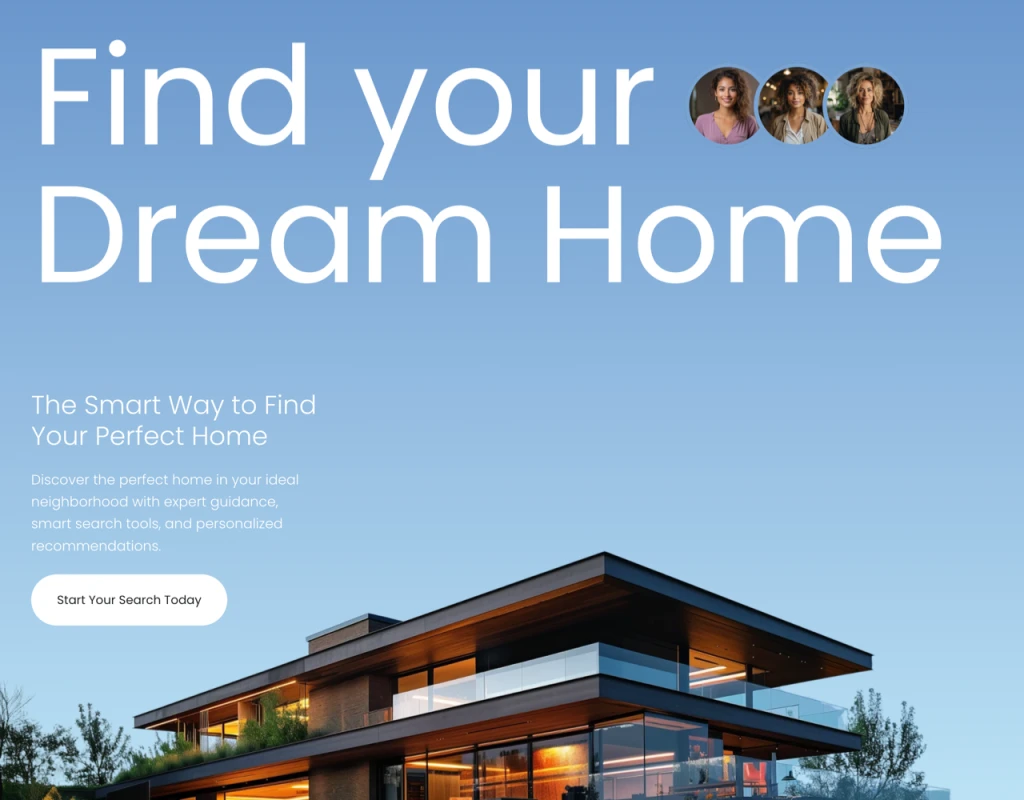 Find your
Dream Home
The Smart Way to Find
Your Perfect Home
Discover the perfect home in your ideal
neighborhood with expert guidance,
smart search tools, and personalized
recommendations.
Start Your Search Today